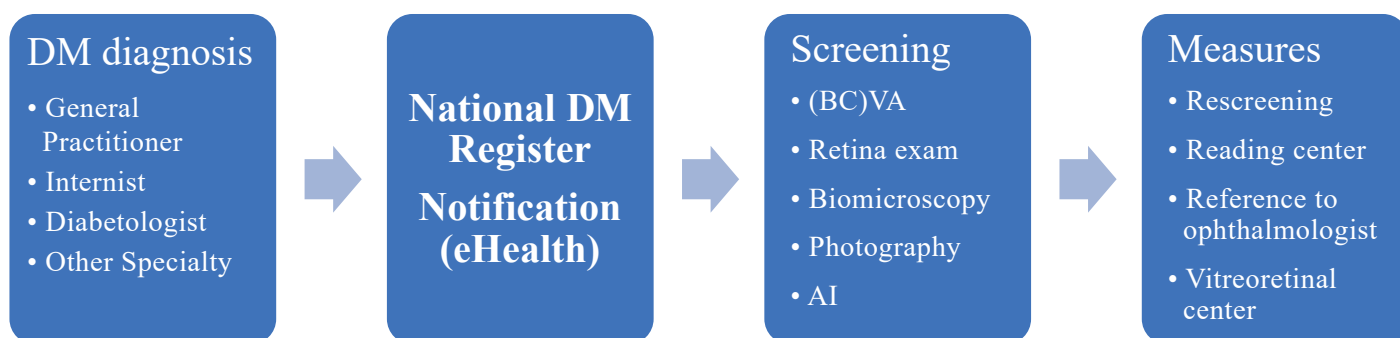 DM diagnosis
• General
Practitioner
• Internist
• Diabetologist
• Other Specialty
National DM
Register
Notification
(eHealth)
Screening
• (BC)VA
• Retina exam
• Biomicroscopy
• Photography
• AI
Measures
• Rescreening
• Reading center
• Reference to
ophthalmologist
• Vitreoretinal
center